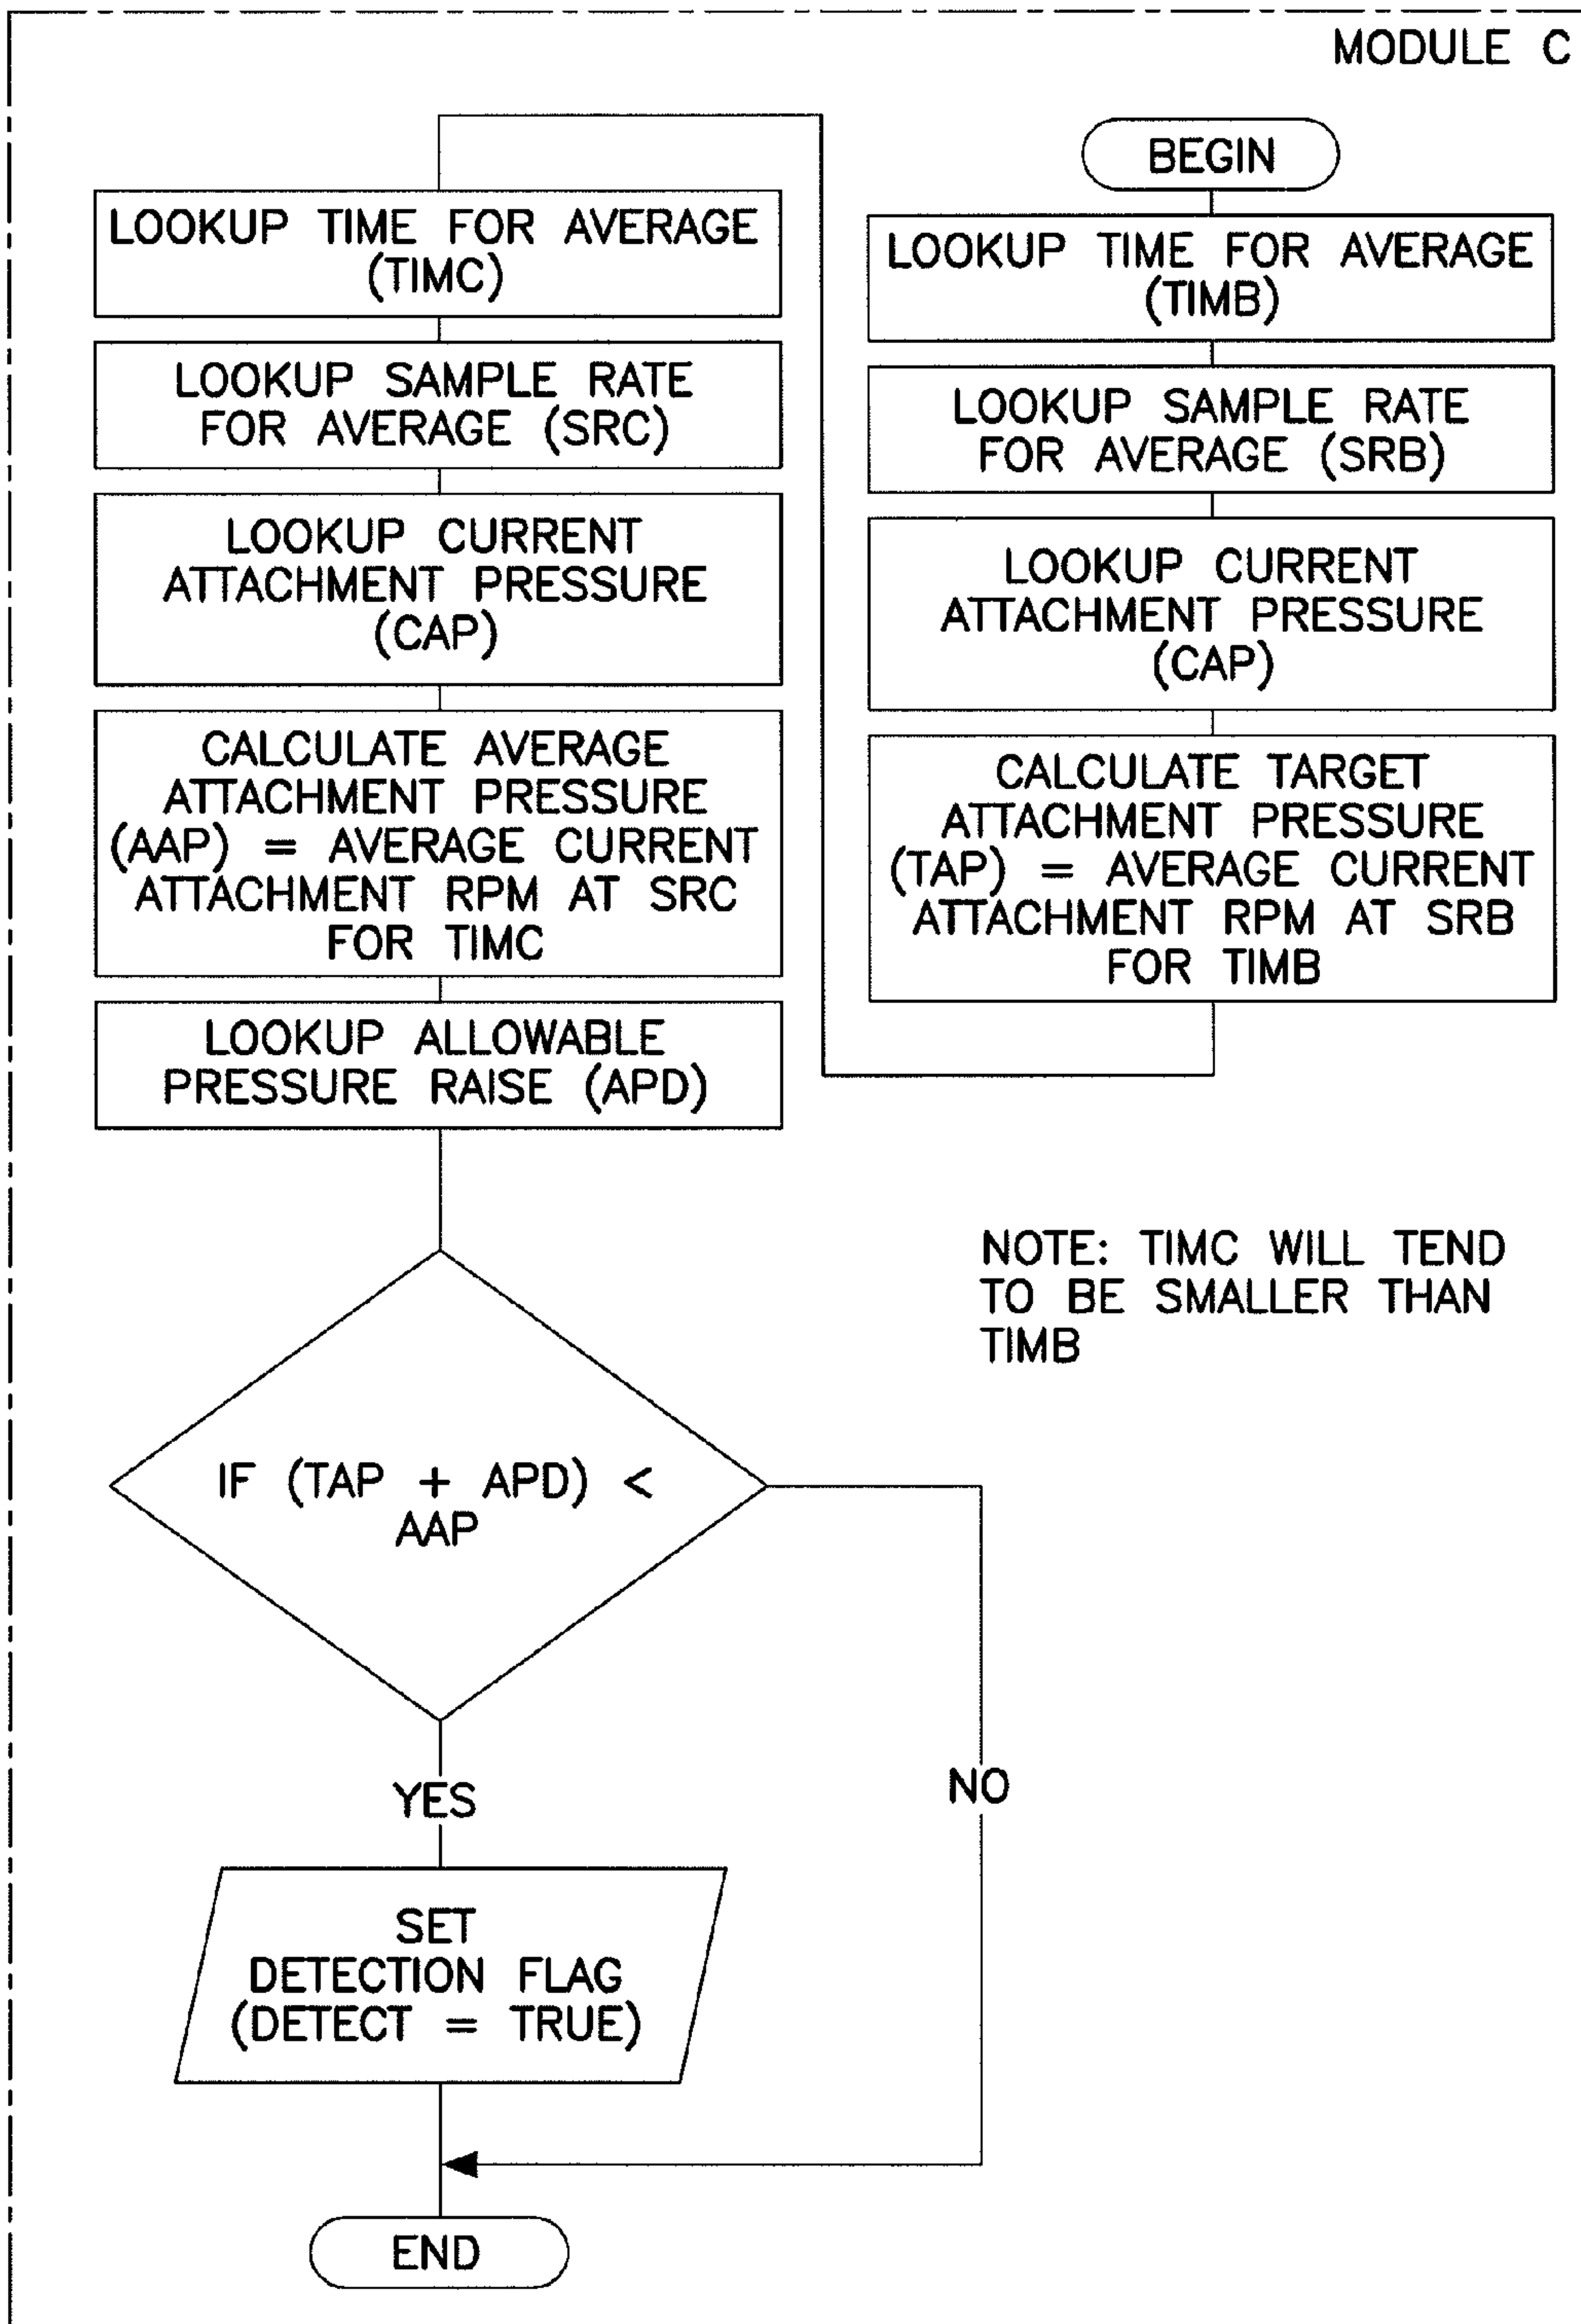 MODULE C
BEGIN
LOOKUP TIME FOR AVERAGE
(TIMB)
LOOKUP SAMPLE RATE
FOR AVERAGE (SRB)
LOOKUP CURRENT
ATTACHMENT PRESSURE
(CAP)
CALCULATE TARGET
ATTACHMENT PRESSURE
(TAP) = AVERAGE CURRENT
ATTACHMENT RPM AT SRB
FOR TIMB
LOOKUP TIME FOR AVERAGE
(TIMC)
LOOKUP SAMPLE RATE
FOR AVERAGE (SRC)
LOOKUP CURRENT
ATTACHMENT PRESSURE
(CAP)
CALCULATE AVERAGE
ATTACHMENT PRESSURE
(AAP) = AVERAGE CURRENT
ATTACHMENT RPM AT SRC
FOR TIMC
LOOKUP ALLOWABLE
PRESSURE RAISE (APD)
NOTE: TIMC WILL TEND
TO BE SMALLER THAN
TIMB
IF (TAP + APD) <
AAP
YES
NO
SET
DETECTION FLAG
(DETECT = TRUE)
END